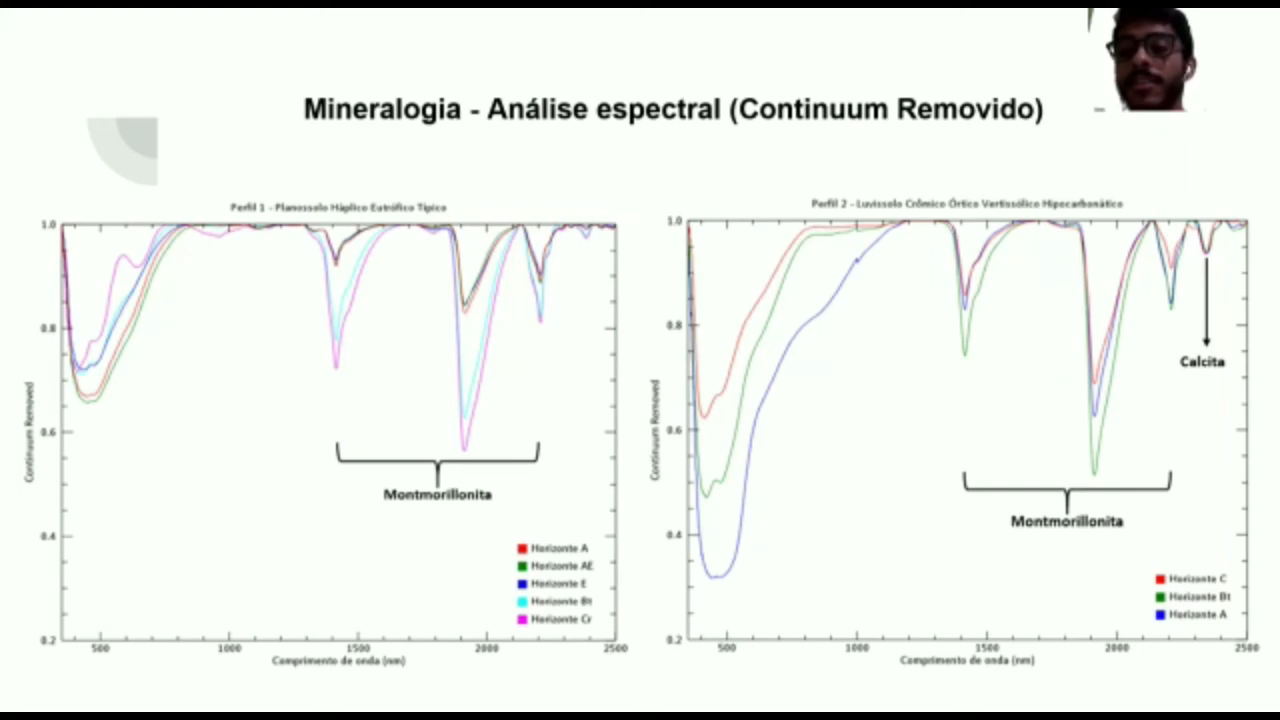 Mineralogia - Análise espectral (Continuum Removido)
Perfil 1 - Planossolo Háplico Eutrófico Típico
1.0
0.8
0.6
0.4
0.2
Continuum Removed
Montmorillonita
Horizonte A
Horizonte AE
Horizonte E
Horizonte Bt
Horizonte Cr
500
1000
1500
2000
2500
Comprimento de onda (nm)
Perfil 2 - Luvissolo Crômico Órtico Vertissólico Hipocarbonático
1.0
0.8
0.6
0.4
0.2
Continuum Removed
Calcita
Montmorillonita
Horizonte C
Horizonte Bt
Horizonte A
500
1000
1500
2000
2500
Comprimento de onda (nm)